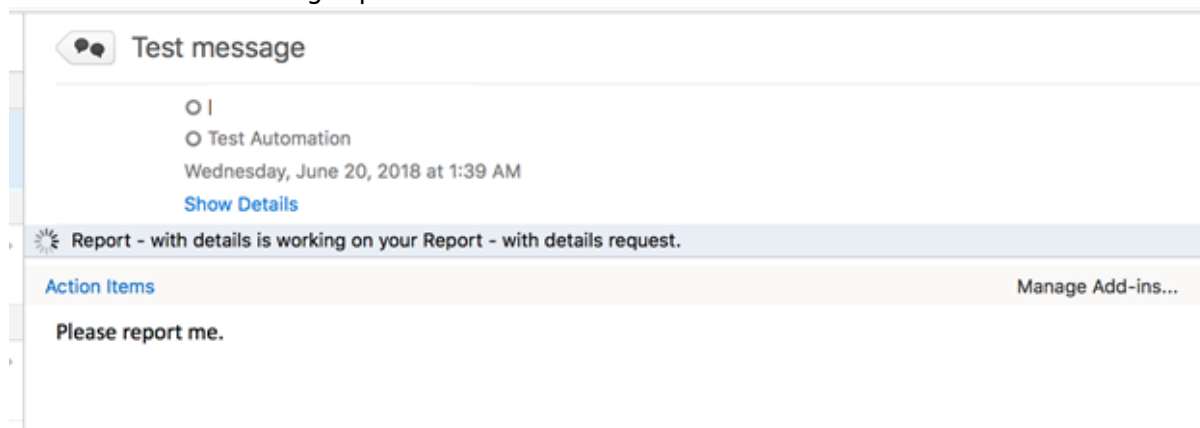 Test message
Test Automation
Wednesday, June 20, 2018 at 1:39 AM
Show Details
Report - with details is working on your Report - with details request.
Action Items Manage Add-ins...
Please report me.